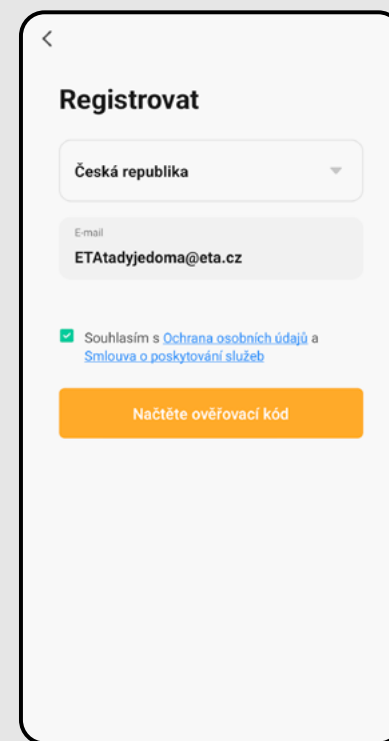 Registrovat
Česká republika
E-mail
ETAtadyjedoma@eta.cz
Souhlasím s Ochrana osobních údajů a
Smlouva o poskytování služeb
Načtěte ověřovací kód